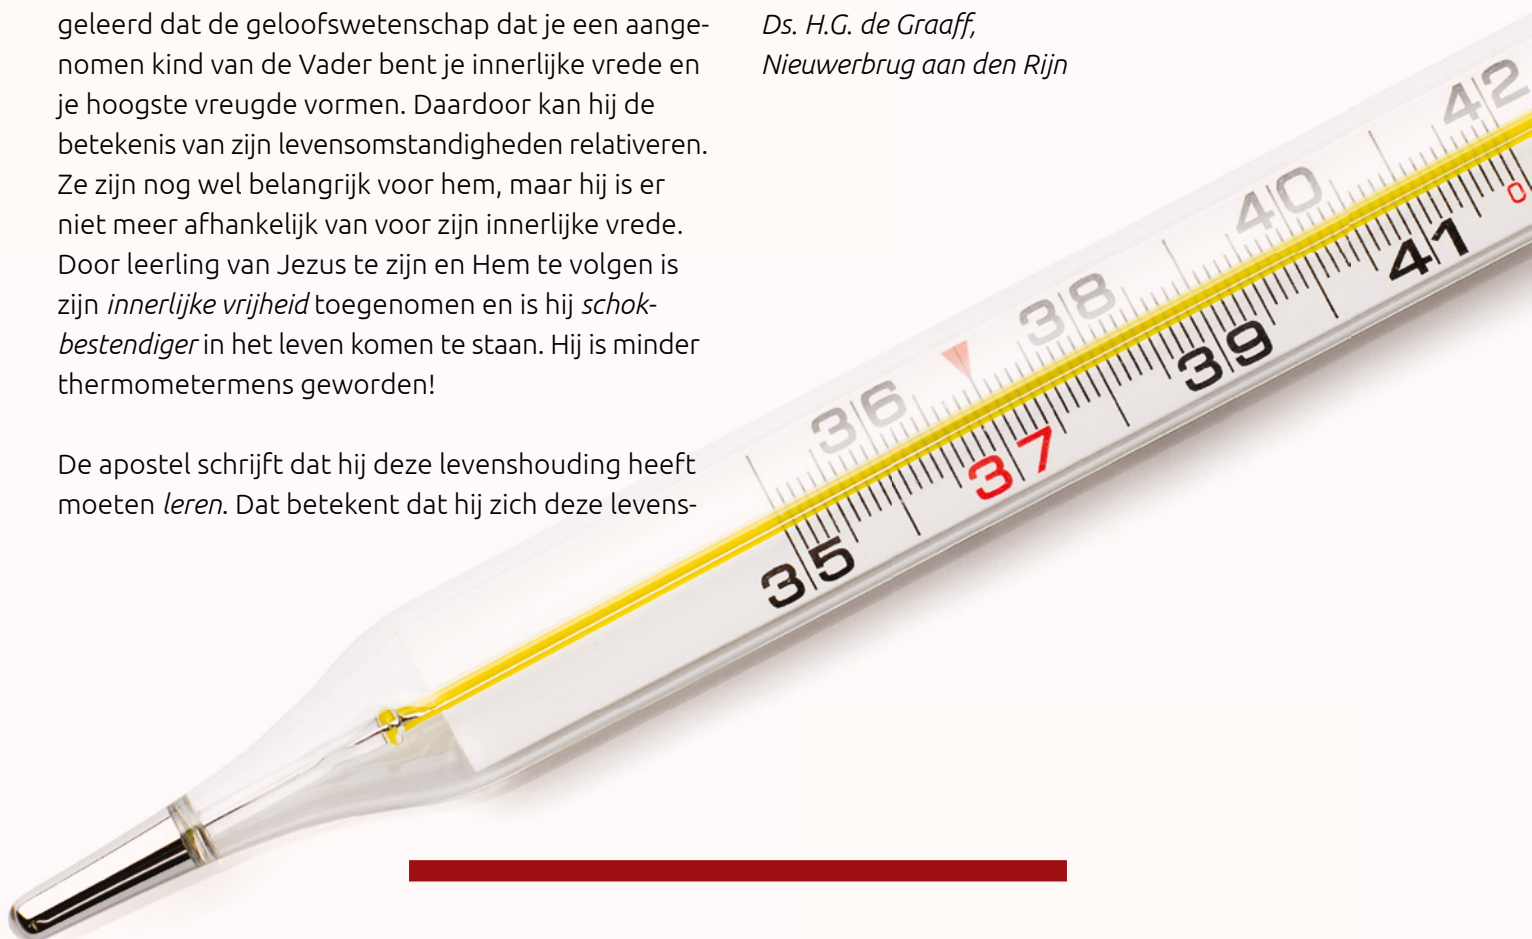 geleerd dat de geloofswetenschap dat je een aange-
nomen kind van de Vader bent je innerlijke vrede en
je hoogste vreugde vormen. Daardoor kan hij de
betekenis van zijn levensomstandigheden relativeren.
Ze zijn nog wel belangrijk voor hem, maar hij is er
niet meer afhankelijk van voor zijn innerlijke vrede.
Door leerling van Jezus te zijn en Hem te volgen is
zijn innerlijke vrijheid toegenomen en is hij schok-
bestendiger in het leven komen te staan. Hij is minder
thermometermens geworden!
De apostel schrijft dat hij deze levenshouding heeft
moeten leren. Dat betekent dat hij zich deze levens-
Ds. H.G. de Graaff,
Nieuwerbrug aan den Rijn
36 38 40 42
35 37 39 41 0